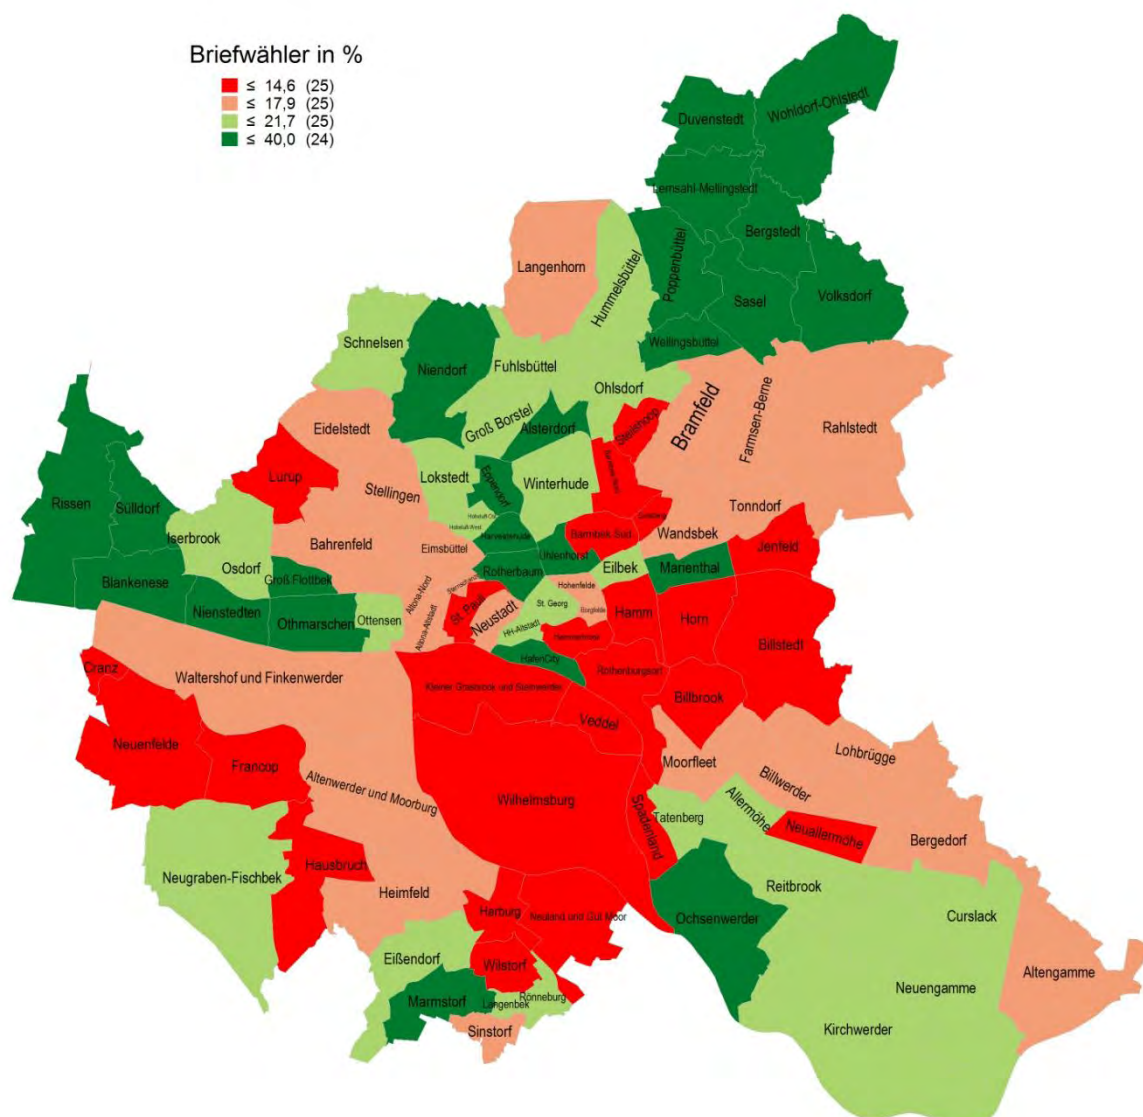 Briefwähler in %
≤ 14,6 (25)
≤ 17,9 (25)
≤ 21,7 (25)
≤ 40,0 (24)
Wohldorf-Ohlstedt
Duvenstedt
Lemsahl-Mellingstedt
Bergstedt
Langenhorn
Hummelsbüttel
Poppenbüttel
Sasel
Volksdorf
Schnelsen
Niendorf
Fuhlsbüttel
Wellingsbüttel
Ohlsdorf
Groß Borstel
Alsterdorf
Steilshoop
Bramfeld
Farmsen-Berne
Rahlstedt
Eidelstedt
Lurup
Stellingen
Lokstedt
Eppendorf
Winterhude
Tonndorf
Rissen
Sülldorf
Iserbrook
Osdorf
Bahrenfeld
Eimsbüttel
Hoheluft-West
Harvestehude
Barmbek-Süd
Wandsbek
Jenfeld
Blankenese
Groß Flottbek
Rotherbaum
Uhlenhorst
Eilbek
Marienthal
Nienstedten
Othmarschen
Ottensen
Altona-Nord
Altona-Altstadt
St. Pauli
Neustadt
Hohenfelde
St. Georg
Borgfelde
HH-Altstadt
Hamm
Horn
Billstedt
HafenCity
Rothenburgsort
Billbrook
Cranz
Waltershof und Finkenwerder
Kleiner Grasbrook und Steinwerder
Veddel
Neuenfelde
Francop
Altenwerder und Moorburg
Wilhelmsburg
Spadenland
Moorfleet
Billwerder
Lohbrügge
Tatenberg
Allermöhe
Neuallermöhe
Bergedorf
Neugraben-Fischbek
Hausbruch
Heimfeld
Harburg
Neuland und Gut Moor
Ochsenwerder
Reitbrook
Curslack
Eißendorf
Wilstorf
Altengamme
Neuengamme
Marmstorf
Langenbek
Rönneburg
Sinstorf
Kirchwerder